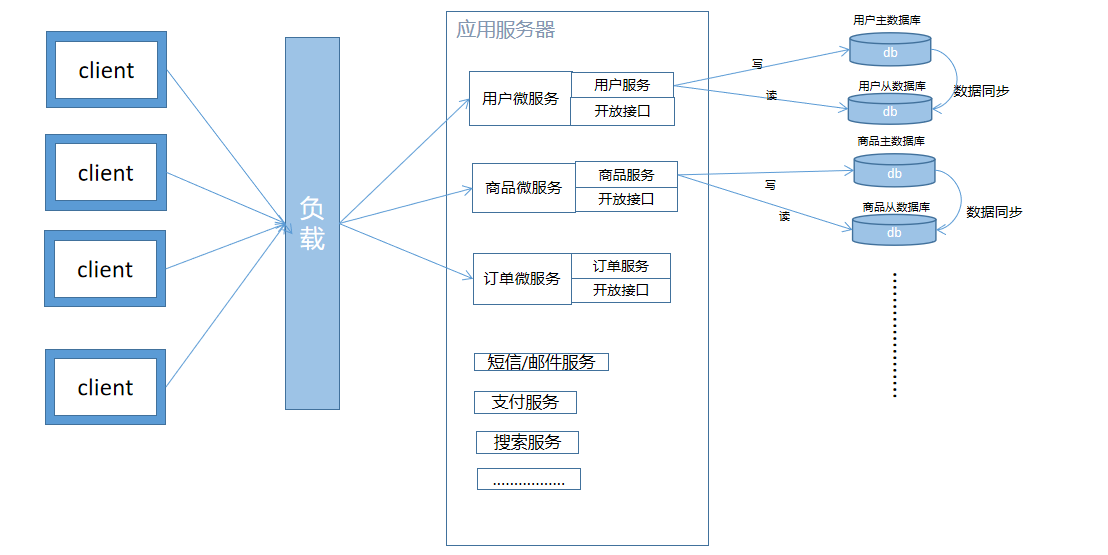 client
client
client
client
负
载
应用服务器
用户微服务
用户服务
开放接口
商品微服务
商品服务
开放接口
订单微服务
订单服务
开放接口
短信/邮件服务
支付服务
搜索服务
.................
写
读
写
读
用户主数据库
db
用户从数据库
db
数据同步
商品主数据库
db
商品从数据库
db
数据同步